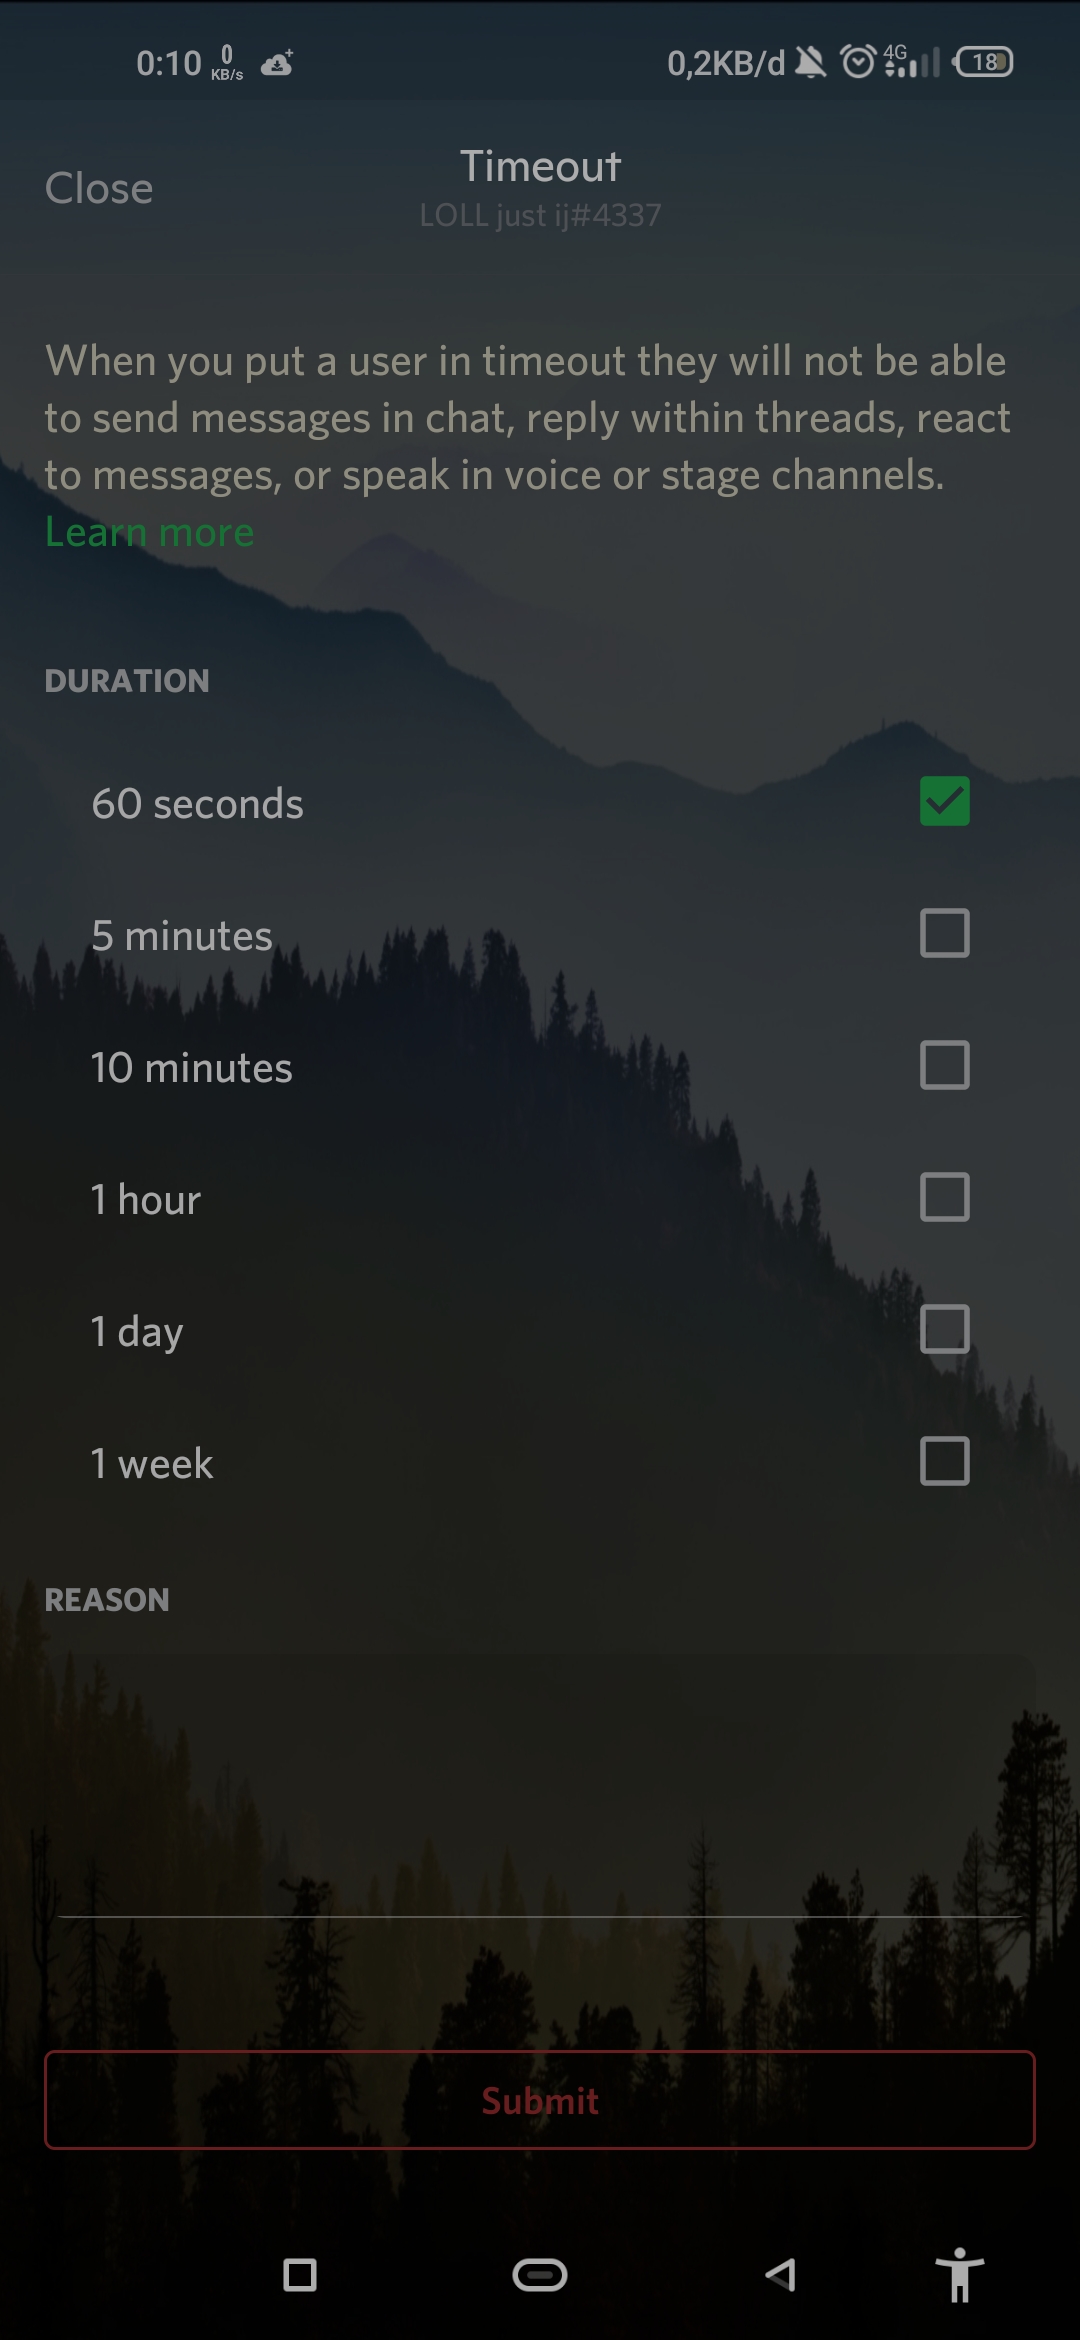 0:10 0 KB/s 0,2KB/d 4G 18
Close
Timeout
LOLL just ij#4337
When you put a user in timeout they will not be able
to send messages in chat, reply within threads, react
to messages, or speak in voice or stage channels.
Learn more
DURATION
60 seconds
5 minutes
10 minutes
1 hour
1 day
1 week
REASON
Submit